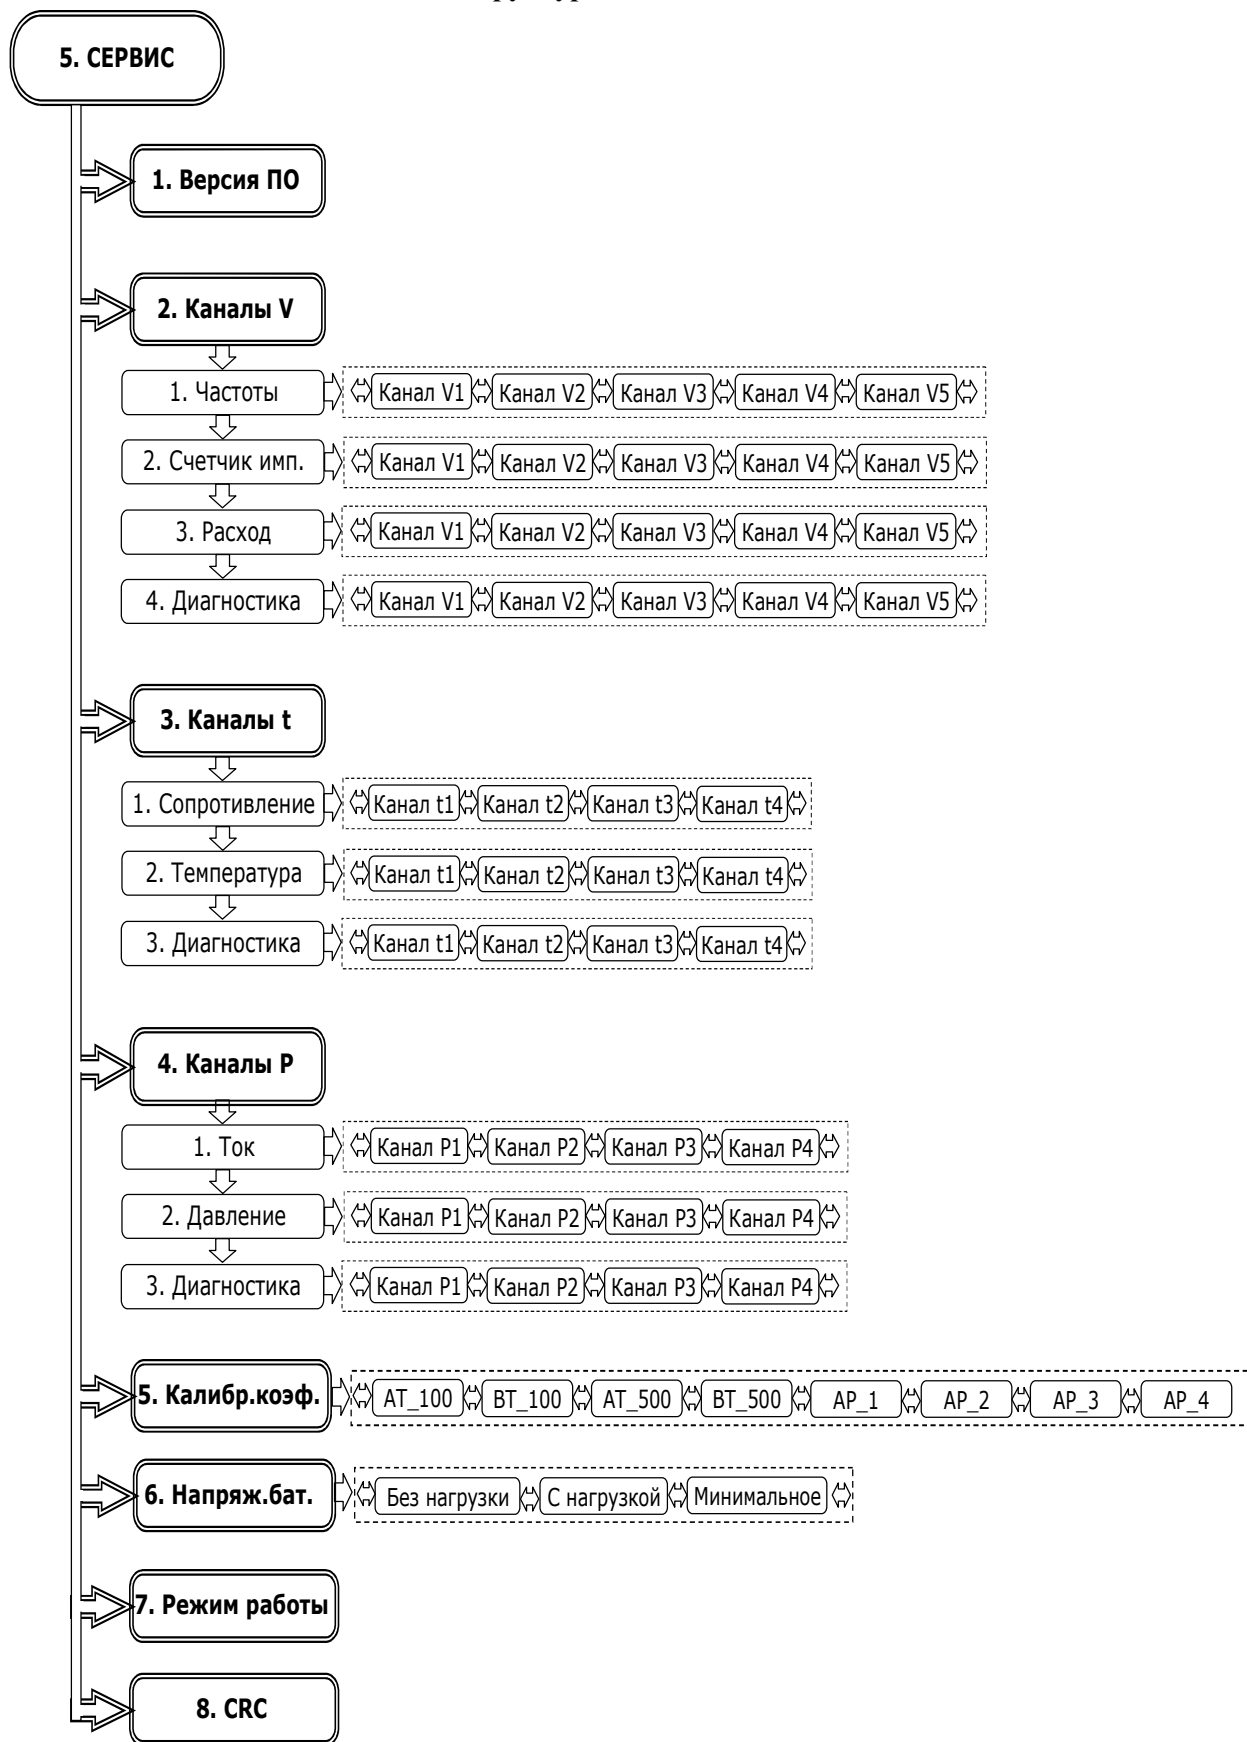 5. СЕРВИС
1. Версия ПО
2. Каналы V
1. Частоты Канал V1 Канал V2 Канал V3 Канал V4 Канал V5
2. Счетчик имп. Канал V1 Канал V2 Канал V3 Канал V4 Канал V5
3. Расход Канал V1 Канал V2 Канал V3 Канал V4 Канал V5
4. Диагностика Канал V1 Канал V2 Канал V3 Канал V4 Канал V5
3. Каналы t
1. Сопротивление Канал t1 Канал t2 Канал t3 Канал t4
2. Температура Канал t1 Канал t2 Канал t3 Канал t4
3. Диагностика Канал t1 Канал t2 Канал t3 Канал t4
4. Каналы P
1. Ток Канал P1 Канал P2 Канал P3 Канал P4
2. Давление Канал P1 Канал P2 Канал P3 Канал P4
3. Диагностика Канал P1 Канал P2 Канал P3 Канал P4
5. Калибр.коэф. AT_100 BT_100 AT_500 BT_500 AP_1 AP_2 AP_3 AP_4
6. Напряж.бат. Без нагрузки С нагрузкой Минимальное
7. Режим работы
8. CRC